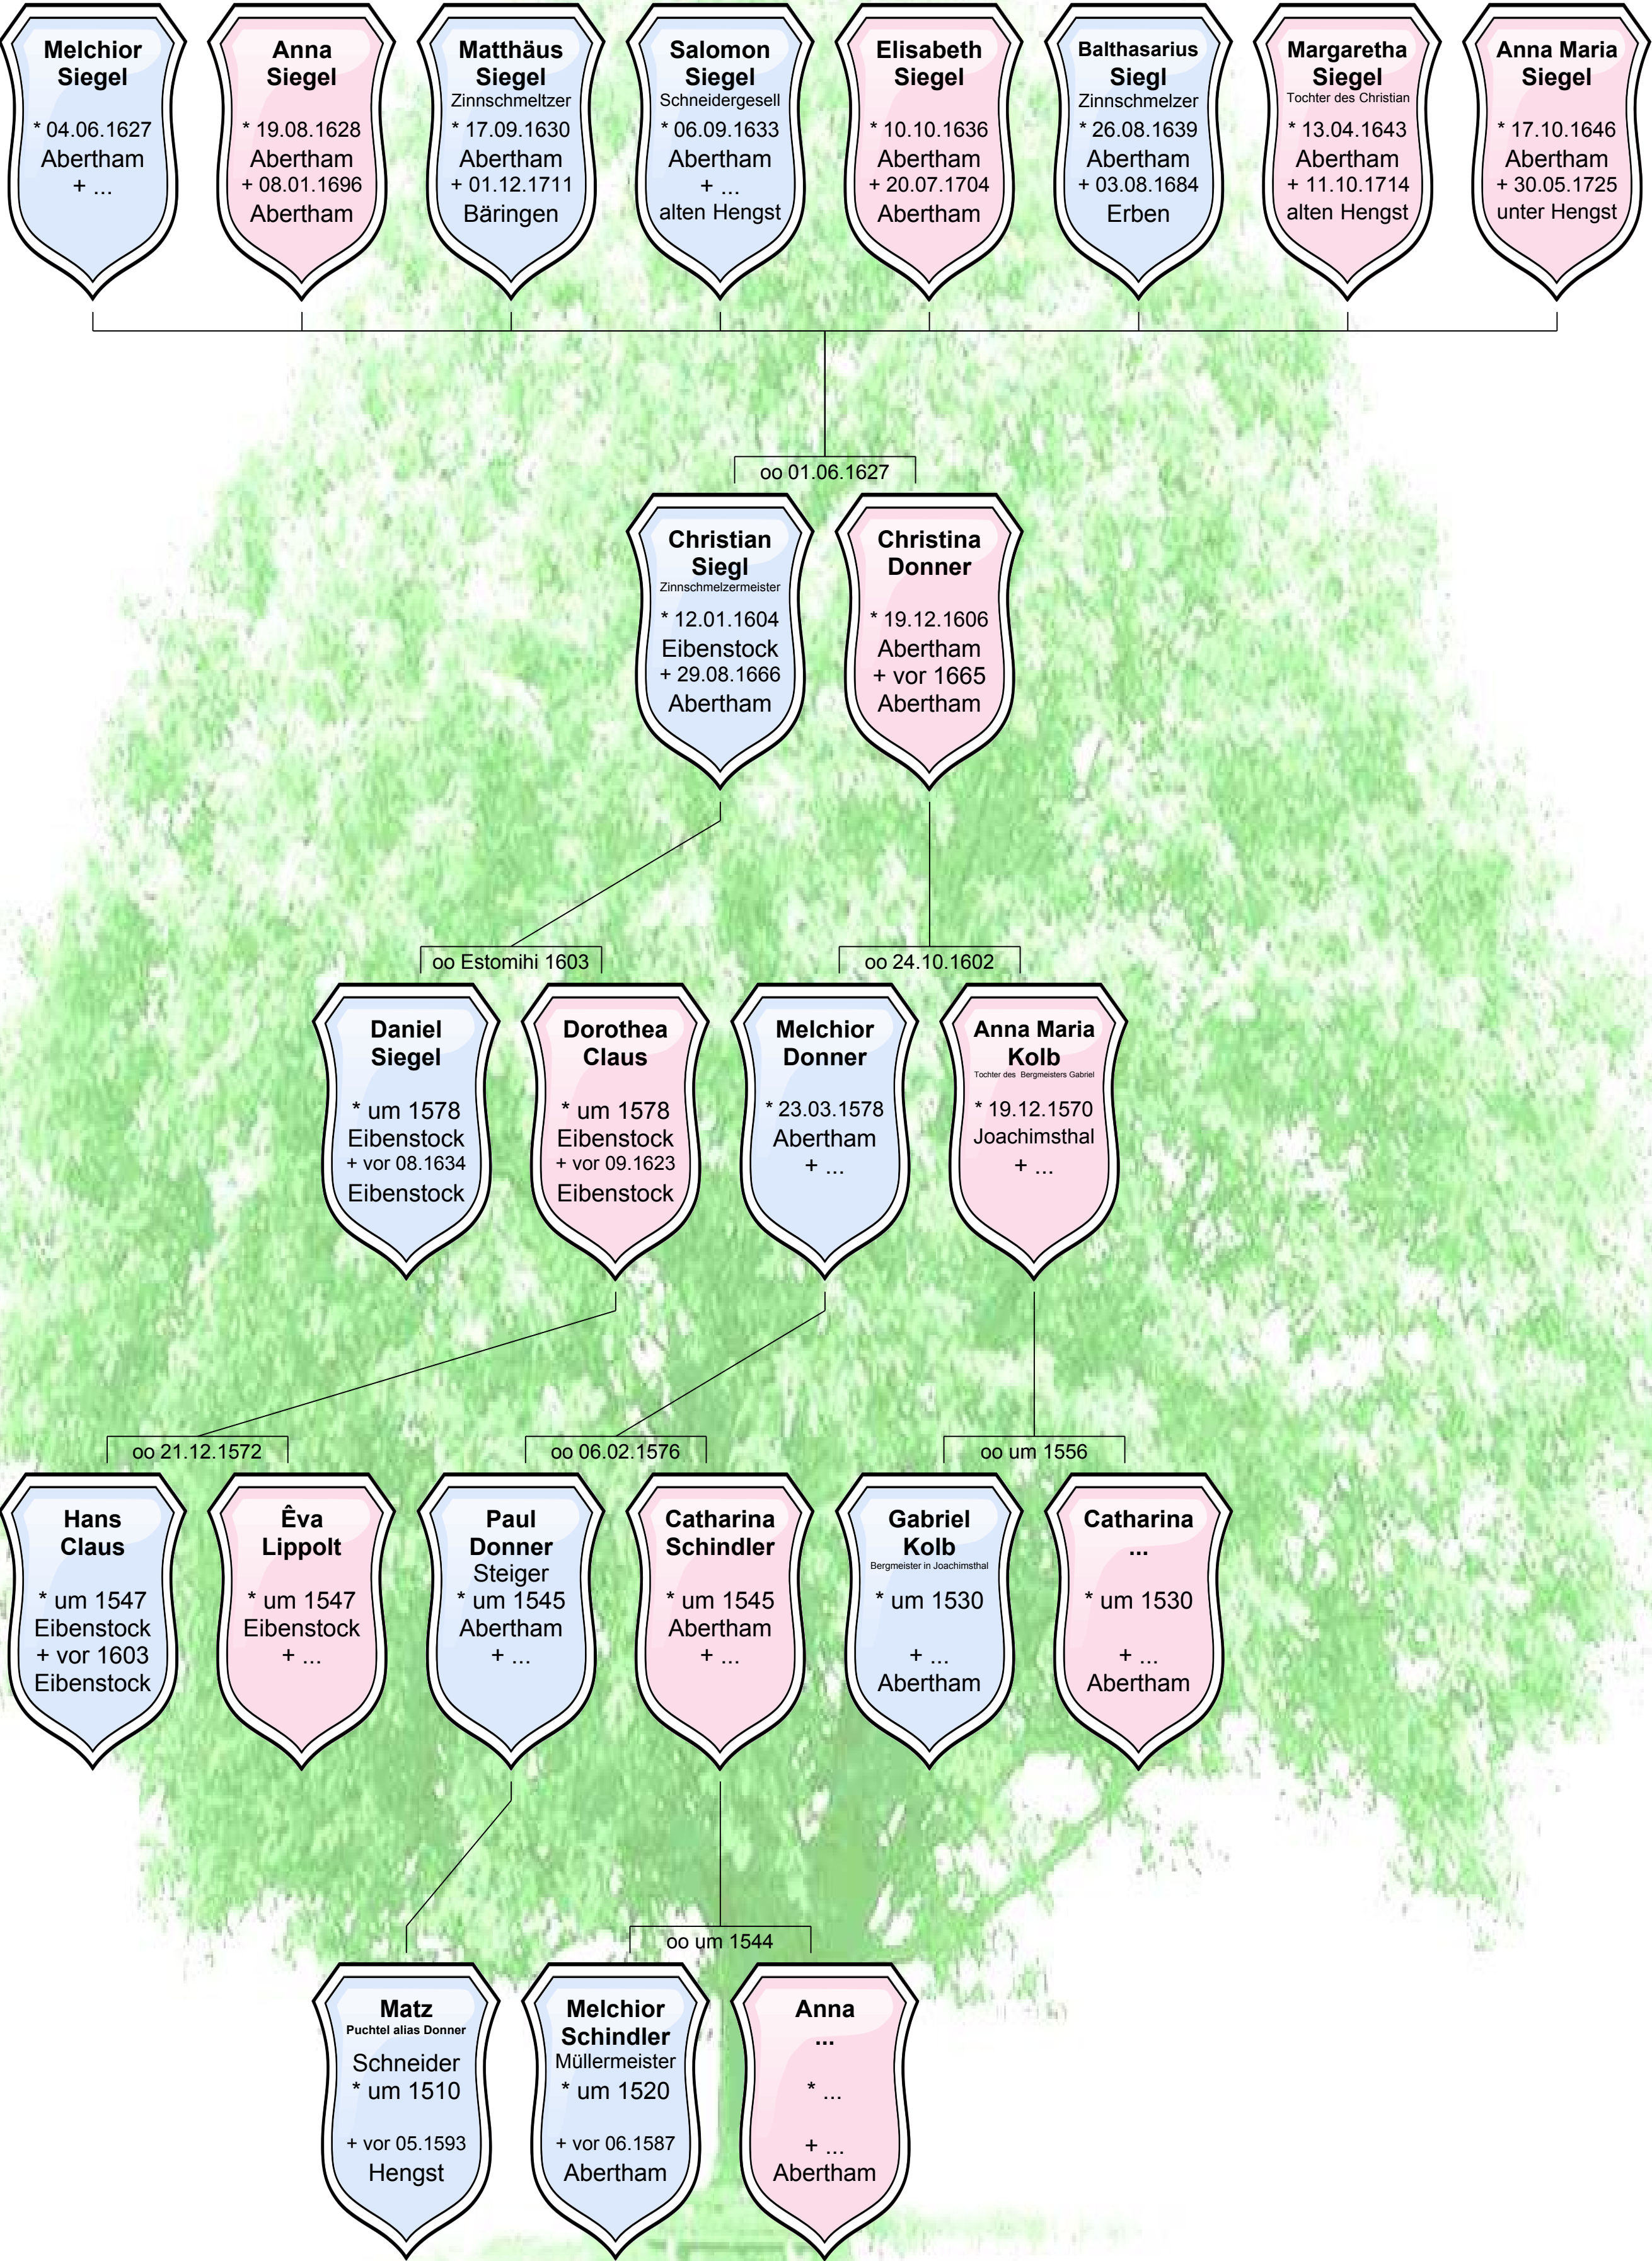 Melchior
Siegel
* 04.06.1627
Abertham
+ ...
Anna
Siegel
* 19.08.1628
Abertham
+ 08.01.1696
Abertham
Matthäus
Siegel
Zinnschmeltzer
* 17.09.1630
Abertham
+ 01.12.1711
Bäringen
Salomon
Siegel
Schneidergesell
* 06.09.1633
Abertham
+ ...
alten Hengst
Elisabeth
Siegel
* 10.10.1636
Abertham
+ 20.07.1704
Abertham
Balthasarius
Siegl
Zinnschmelzer
* 26.08.1639
Abertham
+ 03.08.1684
Erben
Margaretha
Siegel
Tochter des Christian
* 13.04.1643
Abertham
+ 11.10.1714
alten Hengst
Anna Maria
Siegel
* 17.10.1646
Abertham
+ 30.05.1725
unter Hengst
oo 01.06.1627
Christian
Siegl
Zinnschmelzermeister
* 12.01.1604
Eibenstock
+ 29.08.1666
Abertham
Christina
Donner
* 19.12.1606
Abertham
+ vor 1665
Abertham
oo Estomihi 1603
oo 24.10.1602
Daniel
Siegel
* um 1578
Eibenstock
+ vor 08.1634
Eibenstock
Dorothea
Claus
* um 1578
Eibenstock
+ vor 09.1623
Eibenstock
Melchior
Donner
* 23.03.1578
Abertham
+ ...
Anna Maria
Kolb
Tochter des Bergmeisters Gabriel
* 19.12.1570
Joachimsthal
+ ...
oo 21.12.1572
oo 06.02.1576
oo um 1556
Hans
Claus
* um 1547
Eibenstock
+ vor 1603
Eibenstock
Êva
Lippolt
* um 1547
Eibenstock
+ ...
Paul
Donner
Steiger
* um 1545
Abertham
+ ...
Catharina
Schindler
* um 1545
Abertham
+ ...
Gabriel
Kolb
Bergmeister in Joachimsthal
* um 1530
+ ...
Abertham
Catharina
...
* um 1530
+ ...
Abertham
oo um 1544
Matz
Puchtel alias Donner
Schneider
* um 1510
+ vor 05.1593
Hengst
Melchior
Schindler
Müllermeister
* um 1520
+ vor 06.1587
Abertham
Anna
...
* ...
+ ...
Abertham